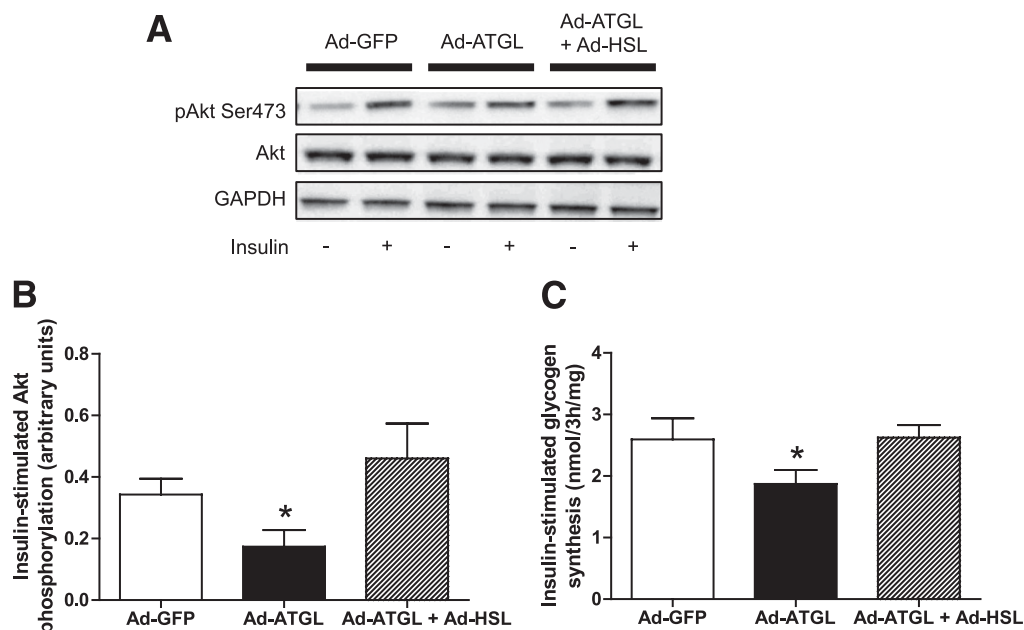 A
Ad-GFP
Ad-ATGL
Ad-ATGL
+ Ad-HSL
pAkt Ser473
Akt
GAPDH
Insulin - + - + - +
B
Insulin-stimulated Akt
phosphorylation (arbitrary units)
0.8
0.6
0.4
0.2
0.0
*
Ad-GFP Ad-ATGL Ad-ATGL + Ad-HSL
C
Insulin-stimulated glycogen
synthesis (nmol/3h/mg)
4
3
2
1
0
*
Ad-GFP Ad-ATGL Ad-ATGL + Ad-HSL